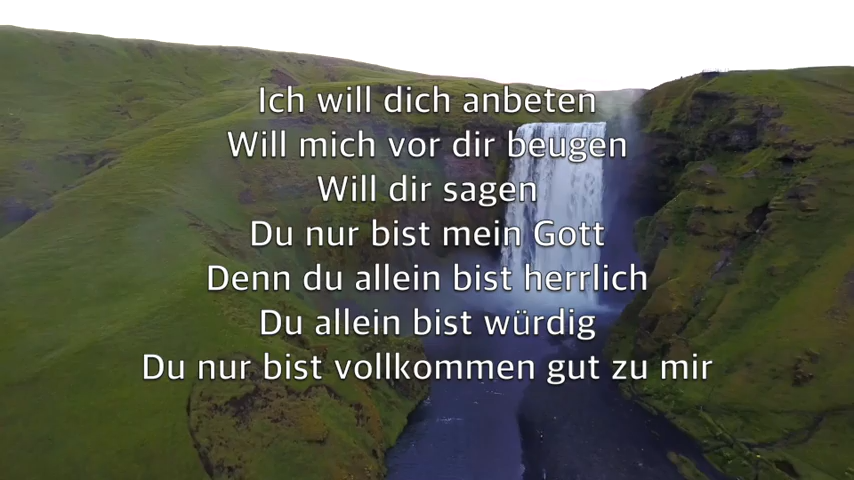 Ich will dich anbeten
Will mich vor dir beugen
Will dir sagen
Du nur bist mein Gott
Denn du allein bist herrlich
Du allein bist würdig
Du nur bist vollkommen gut zu mir